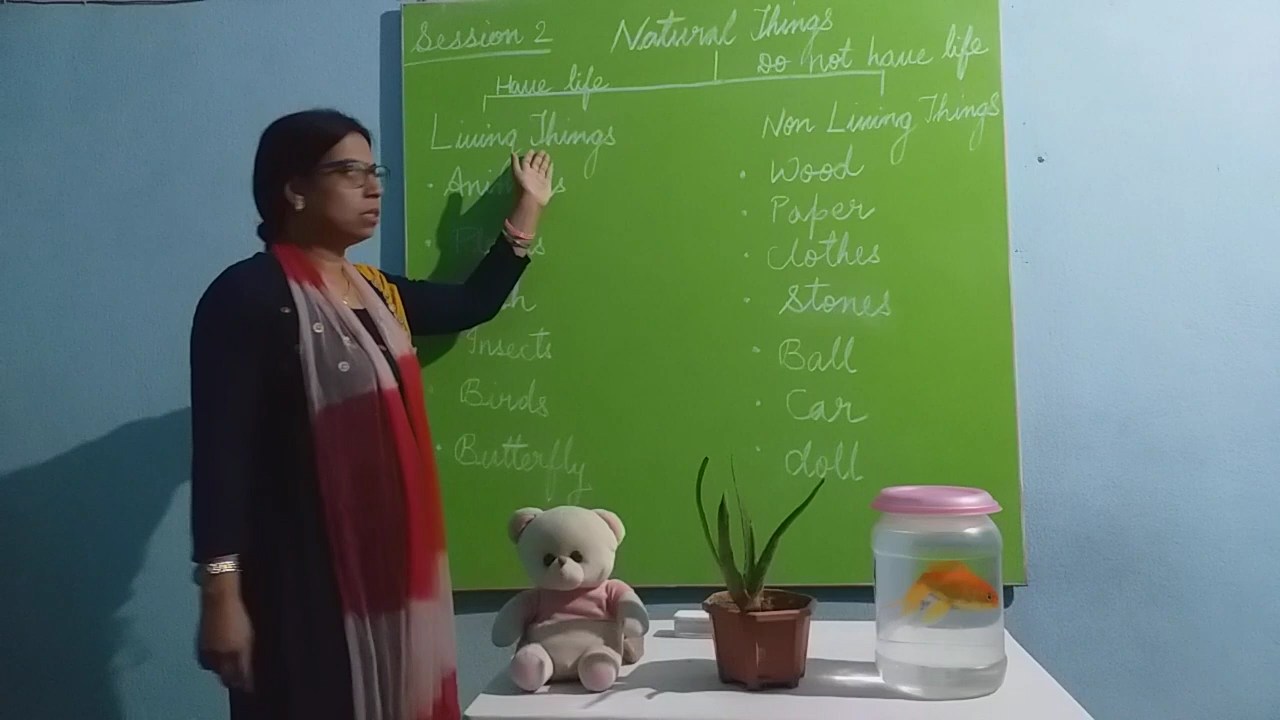 Session 2
Natural Things
Have life
Do not have life
Living Things
Non Living Things
Wood
Paper
Clothes
Stones
Insects
Ball
Birds
Car
Butterfly
doll